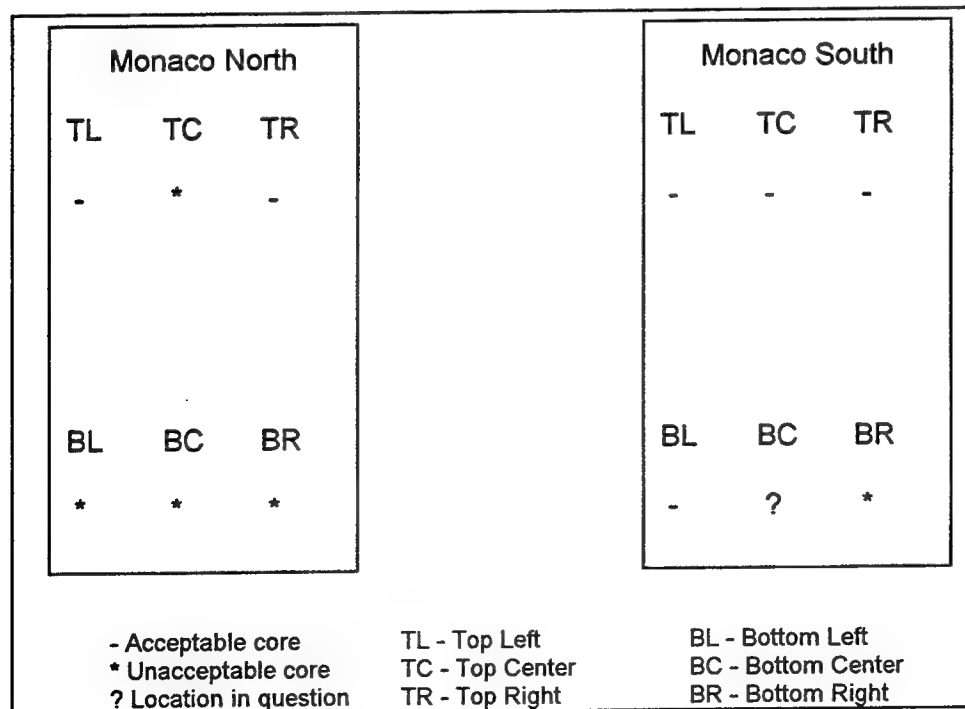 Monaco North
TL TC TR
- * -
BL BC BR
* * *
Monaco South
TL TC TR
- - -
BL BC BR
- ? *
- Acceptable core
* Unacceptable core
? Location in question
TL - Top Left
TC - Top Center
TR - Top Right
BL - Bottom Left
BC - Bottom Center
BR - Bottom Right